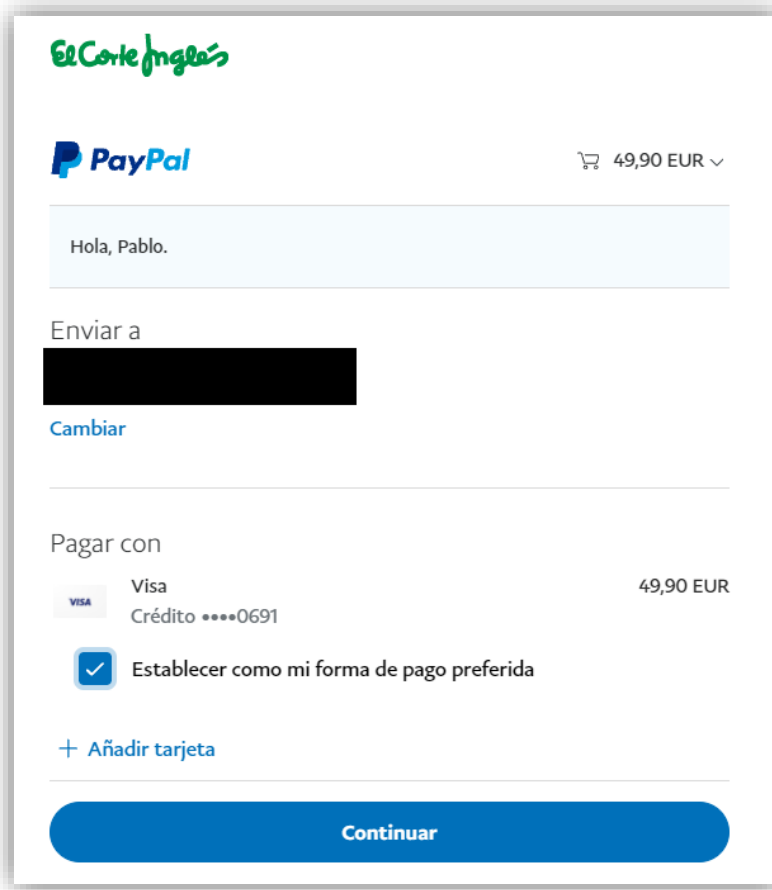 El Corte Inglés
PayPal
49,90 EUR
Hola, Pablo.
Enviar a
Cambiar
Pagar con
VISA
Visa
49,90 EUR
Crédito ••••0691
Establecer como mi forma de pago preferida
+ Añadir tarjeta
Continuar